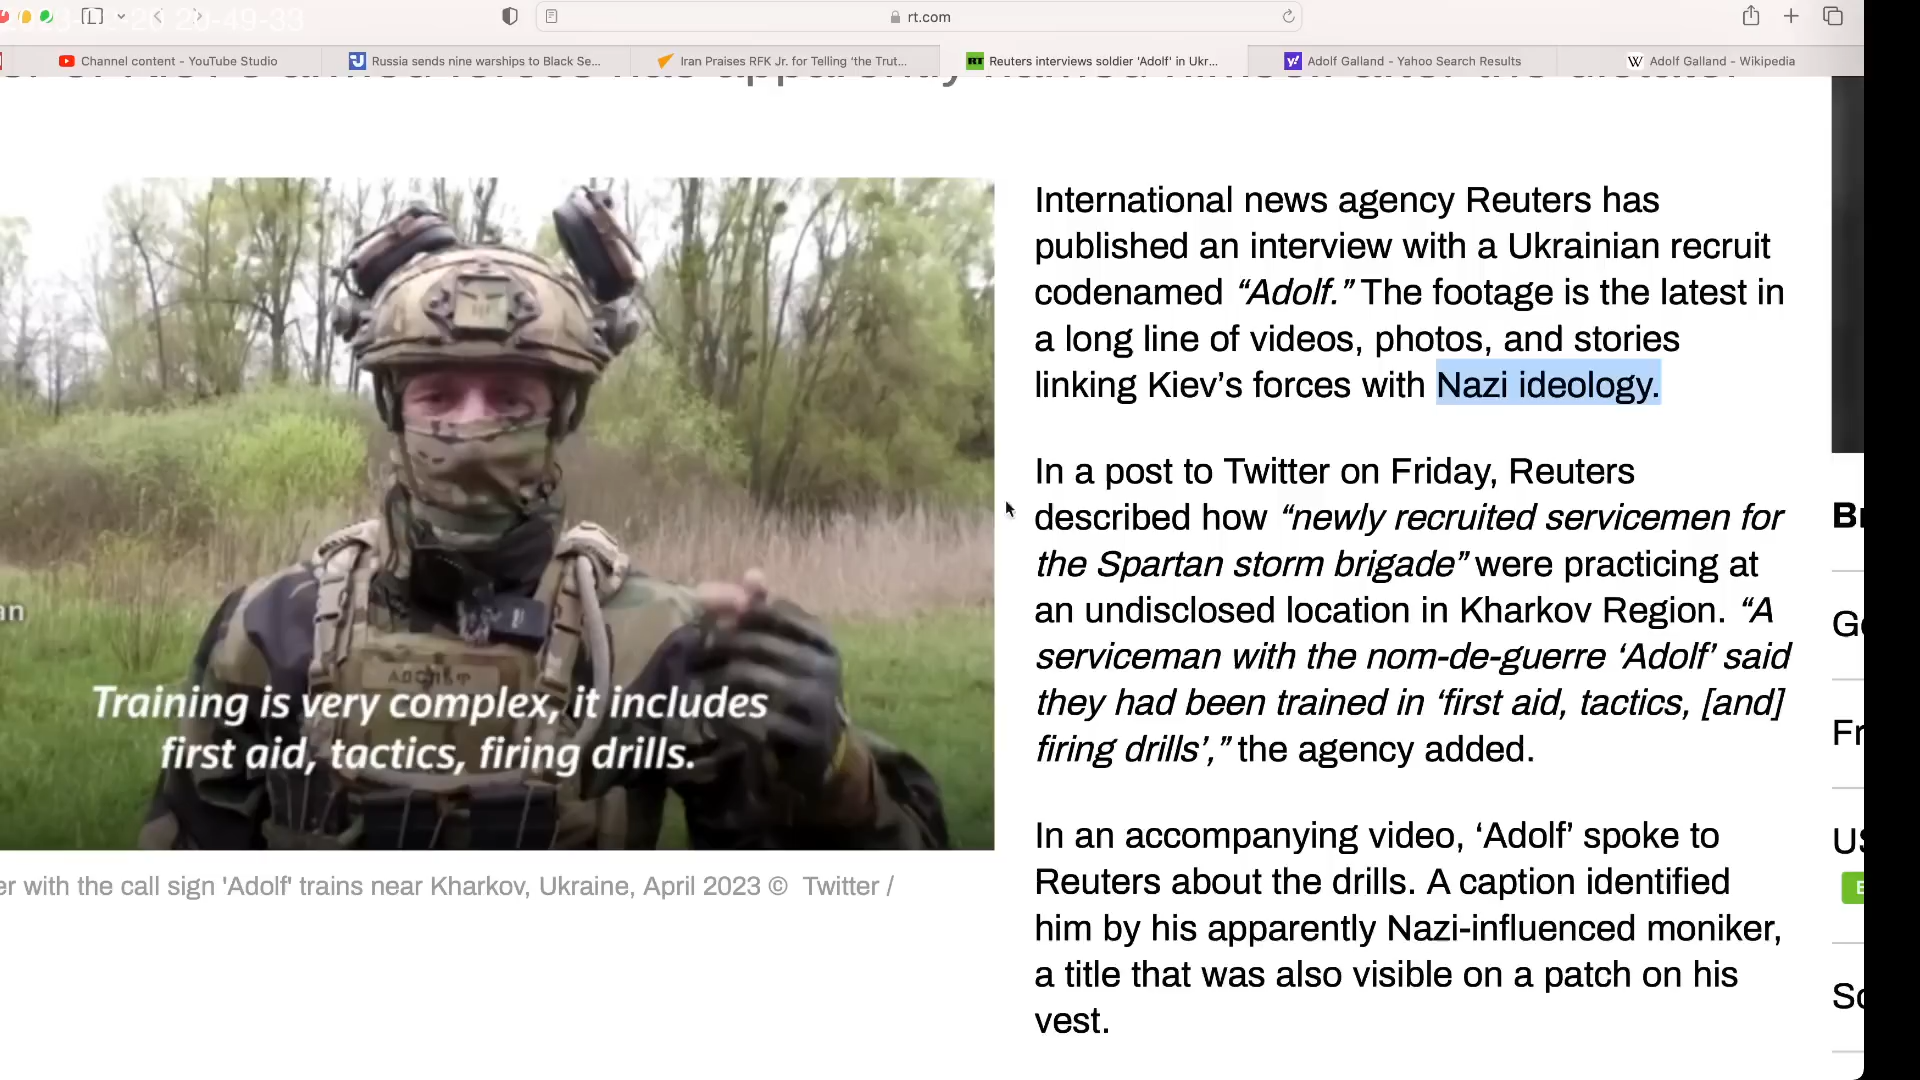 rt.com
Channel content - YouTube Studio
Russia sends nine warships to Black Se...
Iran Praises RFK Jr. for Telling ‘the Trut...
Reuters interviews soldier 'Adolf' in Ukr...
Adolf Galland - Yahoo Search Results
Adolf Galland - Wikipedia
International news agency Reuters has
published an interview with a Ukrainian recruit
codenamed “Adolf.” The footage is the latest in
a long line of videos, photos, and stories
linking Kiev’s forces with Nazi ideology.
In a post to Twitter on Friday, Reuters
described how “newly recruited servicemen for
the Spartan storm brigade” were practicing at
an undisclosed location in Kharkov Region. “A
serviceman with the nom-de-guerre ‘Adolf’ said
they had been trained in ‘first aid, tactics, [and]
firing drills’,” the agency added.
In an accompanying video, ‘Adolf’ spoke to
Reuters about the drills. A caption identified
him by his apparently Nazi-influenced moniker,
a title that was also visible on a patch on his
vest.
an
Training is very complex, it includes
first aid, tactics, firing drills.
er with the call sign 'Adolf' trains near Kharkov, Ukraine, April 2023 © Twitter /
Fr